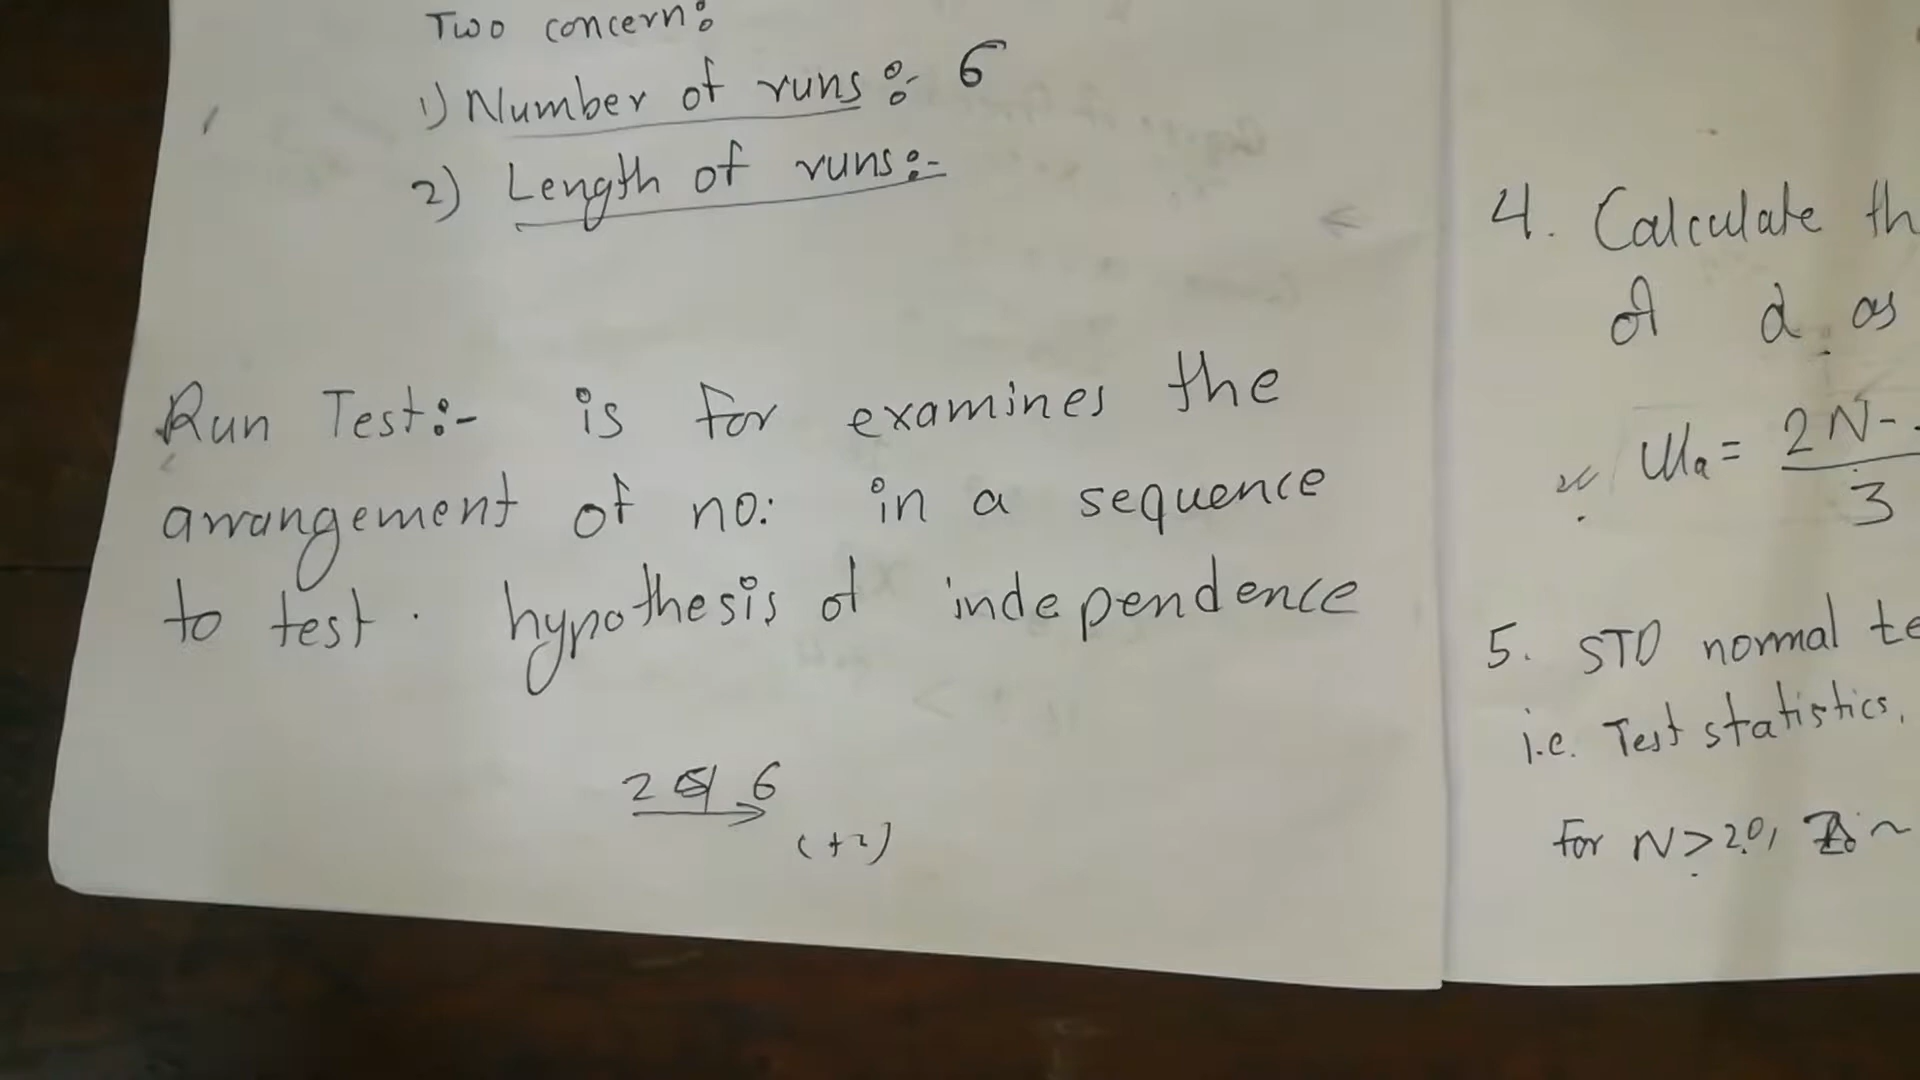 Two concern:
1) Number of runs :- 6
2) Length of runs:-
Run Test:- is for examines the
arrangement of no: in a sequence
to test. hypothesis of independence
2 6
(+2)
4. Calculate th
of as
= 2N-
3
5. STD normal te
i.e. Test statistics,
for N>20, ~